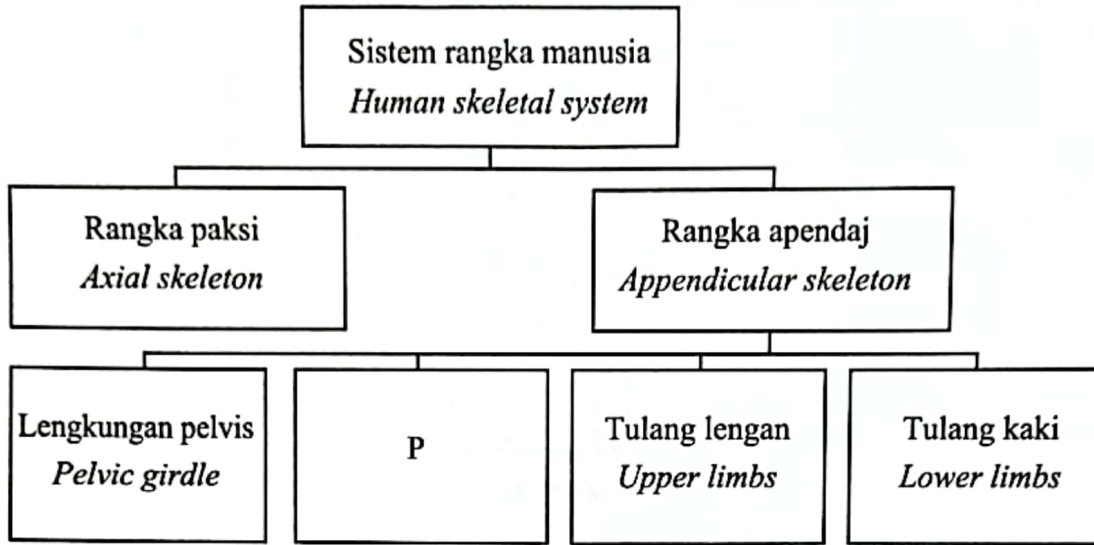 Sistem rangka manusia
Human skeletal system
Rangka paksi
Axial skeleton
Rangka apendaj
Appendicular skeleton
Lengkungan pelvis
Pelvic girdle
P
Tulang lengan
Upper limbs
Tulang kaki
Lower limbs